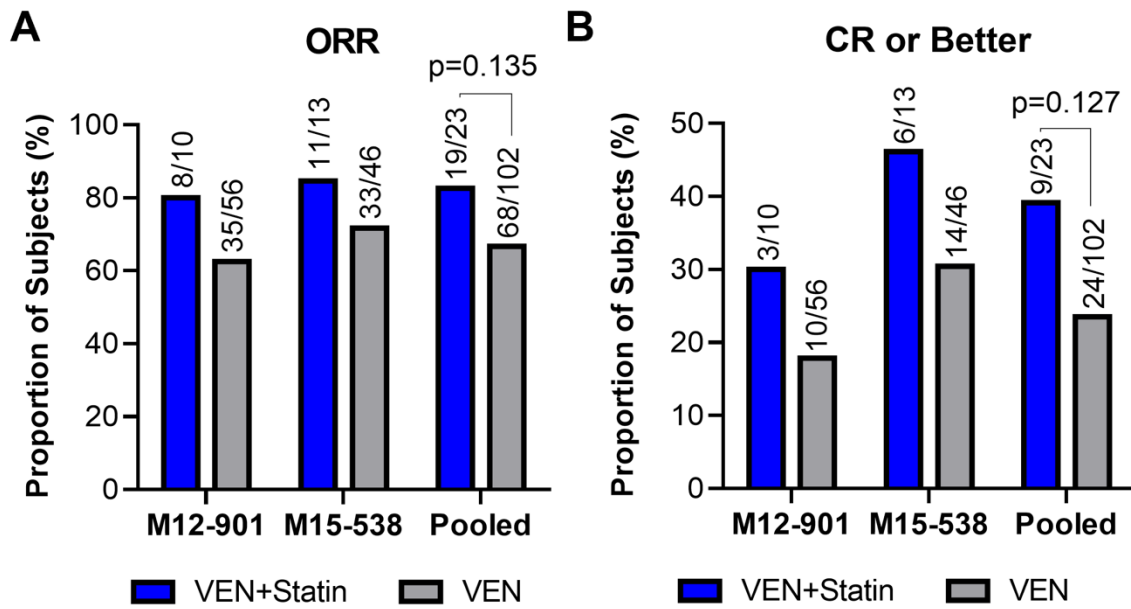 A
ORR
p=0.135
Proportion of Subjects (%)
100
80
60
40
20
0
8/10
35/56
11/13
33/46
19/23
68/102
M12-901
M15-538
Pooled
VEN+Statin
VEN
B
CR or Better
p=0.127
Proportion of Subjects (%)
50
40
30
20
10
0
3/10
10/56
6/13
14/46
9/23
24/102
M12-901
M15-538
Pooled
VEN+Statin
VEN